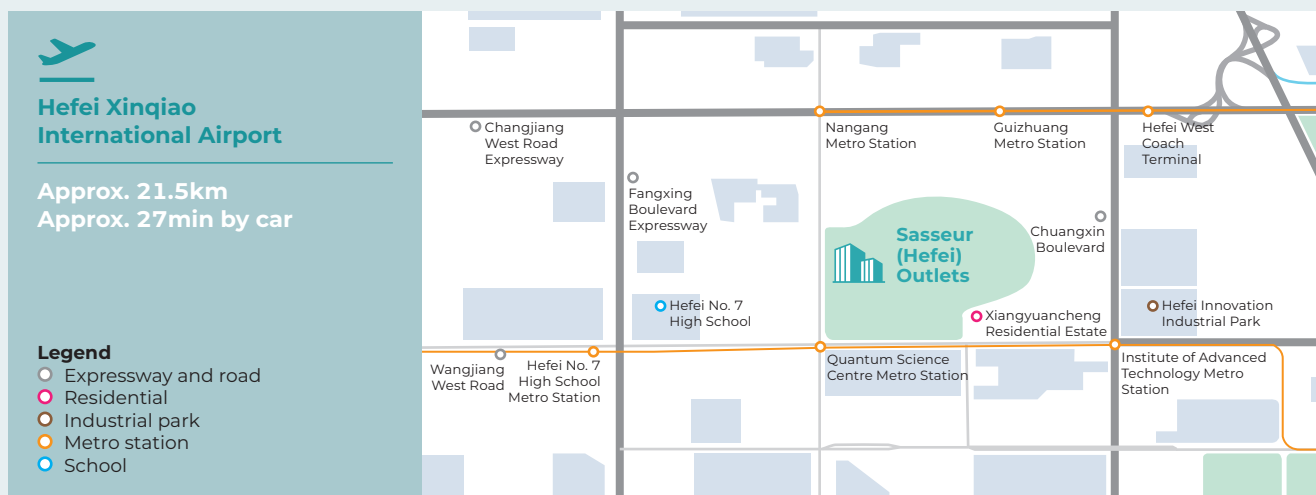 Hefei Xinqiao
International Airport
Approx. 21.5km
Approx. 27min by car
Legend
Expressway and road
Residential
Industrial park
Metro station
School
Changjiang
West Road
Expressway
Nangang
Metro Station
Guizhuang
Metro Station
Hefei West
Coach
Terminal
Fangxing
Boulevard
Expressway
Chuangxin
Boulevard
Sasseur
(Hefei)
Outlets
Hefei No. 7
High School
Xiangyuancheng
Residential Estate
Hefei Innovation
Industrial Park
Wangjiang
West Road
Hefei No. 7
High School
Metro Station
Quantum Science
Centre Metro Station
Institute of Advanced
Technology Metro
Station